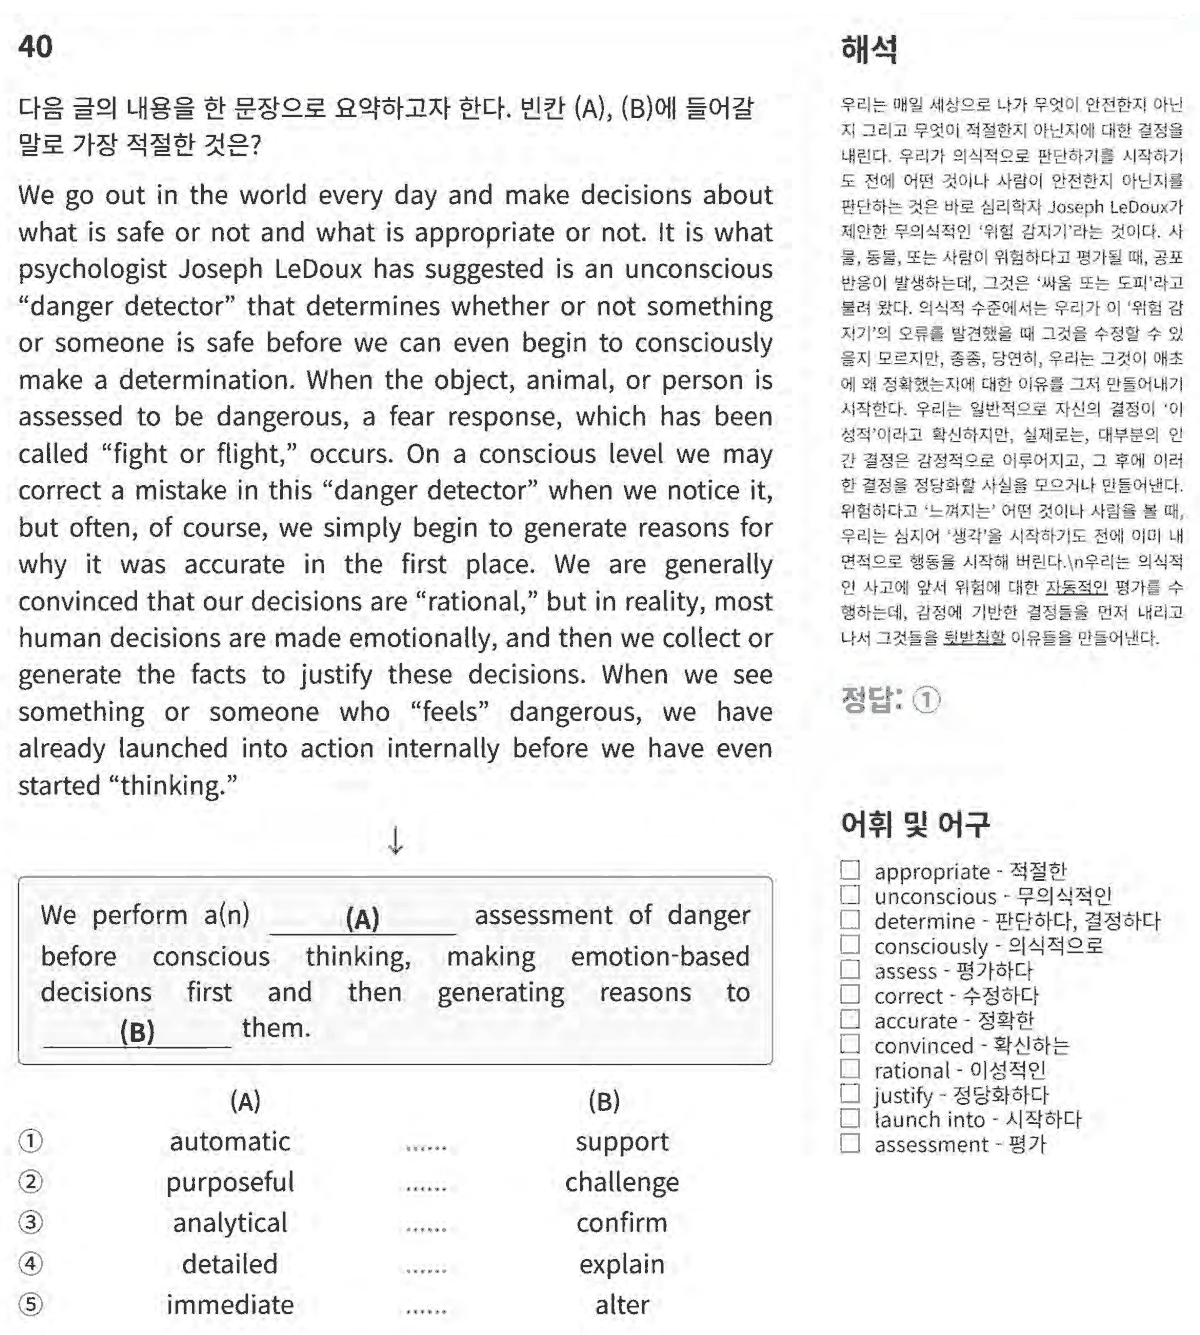 40
다음 글의 내용을 한 문장으로 요약하고자 한다. 빈칸 (A), (B)에 들어갈
말로 가장 적절한 것은?
We go out in the world every day and make decisions about
what is safe or not and what is appropriate or not. It is what
psychologist Joseph LeDoux has suggested is an unconscious
“danger detector” that determines whether or not something
or someone is safe before we can even begin to consciously
make a determination. When the object, animal, or person is
assessed to be dangerous, a fear response, which has been
called “fight or flight,” occurs. On a conscious level we may
correct a mistake in this “danger detector” when we notice it,
but often, of course, we simply begin to generate reasons for
why it was accurate in the first place. We are generally
convinced that our decisions are “rational,” but in reality, most
human decisions are made emotionally, and then we collect or
generate the facts to justify these decisions. When we see
something or someone who “feels” dangerous, we have
already launched into action internally before we have even
started “thinking.”
↓
We perform a(n) (A) assessment of danger
before conscious thinking, making emotion-based
decisions first and then generating reasons to
(B) them.
(A) (B)
① automatic ...... support
② purposeful ...... challenge
③ analytical ...... confirm
④ detailed ...... explain
⑤ immediate ...... alter
해석
우리는 매일 세상으로 나가 무엇이 안전한지 아닌
지 그리고 무엇이 적절한지 아닌지에 대한 결정을
내린다. 우리가 의식적으로 판단하기를 시작하기
도 전에 어떤 것이나 사람이 안전한지 아닌지를
판단하는 것은 바로 심리학자 Joseph LeDoux가
제안한 무의식적인 ‘위험 감지기’라는 것이다. 사
물, 동물, 또는 사람이 위험하다고 평가될 때, 공포
반응이 발생하는데, 그것은 ‘싸움 또는 도피’라고
불려 왔다. 의식적 수준에서는 우리가 이 ‘위험 감
지기’의 오류를 발견했을 때 그것을 수정할 수 있
을지 모르지만, 종종, 당연히, 우리는 그것이 애초
에 왜 정확했는지에 대한 이유를 그저 만들어내기
시작한다. 우리는 일반적으로 자신의 결정이 ‘이
성적’이라고 확신하지만, 실제로는, 대부분의 인
간 결정은 감정적으로 이루어지고, 그 후에 이러
한 결정을 정당화할 사실을 모으거나 만들어낸다.
위험하다고 ‘느껴지는’ 어떤 것이나 사람을 볼 때,
우리는 심지어 ‘생각’을 시작하기도 전에 이미 내
면적으로 행동을 시작해 버린다.\n우리는 의식적
인 사고에 앞서 위험에 대한 자동적인 평가를 수
행하는데, 감정에 기반한 결정들을 먼저 내리고
나서 그것들을 뒷받침할 이유들을 만들어낸다.
정답: ①
어휘 및 어구
□ appropriate - 적절한
□ unconscious - 무의식적인
□ determine - 판단하다, 결정하다
□ consciously - 의식적으로
□ assess - 평가하다
□ correct - 수정하다
□ accurate - 정확한
□ convinced - 확신하는
□ rational - 이성적인
□ justify - 정당화하다
□ launch into - 시작하다
□ assessment - 평가